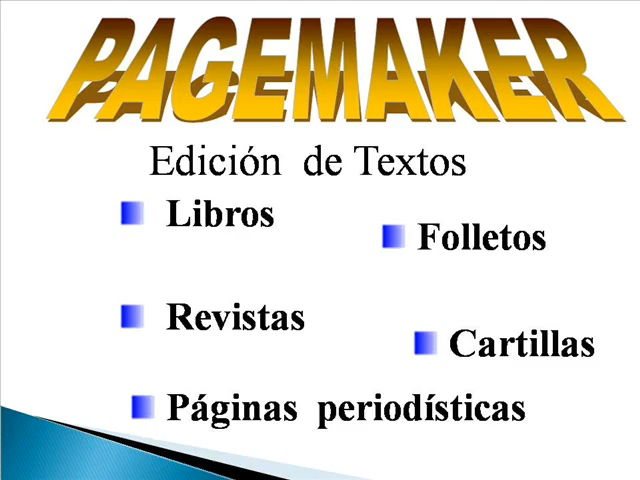 PAGEMAKER
Edición de Textos
Libros
Folletos
Revistas
Cartillas
Páginas periodísticas